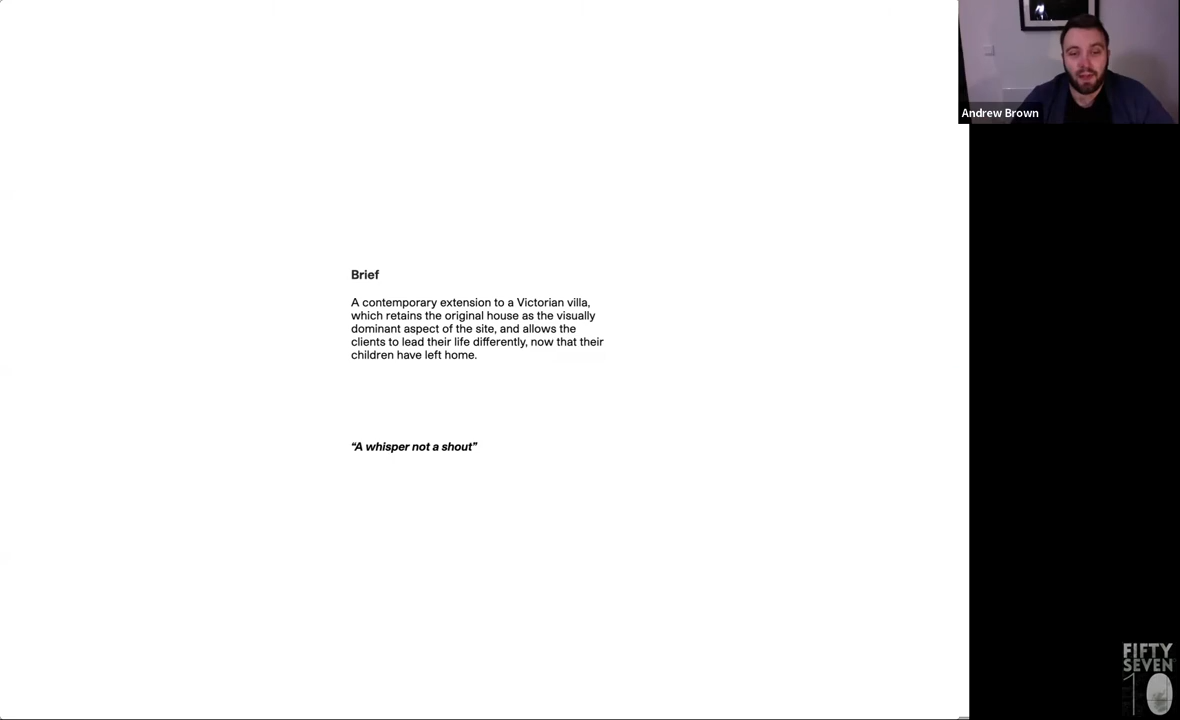 Andrew Brown
Brief
A contemporary extension to a Victorian villa,
which retains the original house as the visually
dominant aspect of the site, and allows the
clients to lead their life differently, now that their
children have left home.
“A whisper not a shout”
FIFTY
SEVEN
10